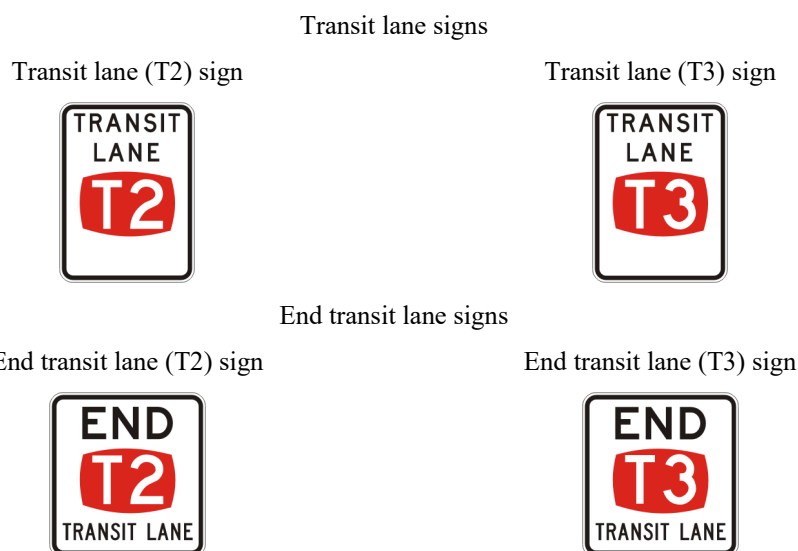 Transit lane signs
Transit lane (T2) sign
Transit lane (T3) sign
TRANSIT
LANE
T2
TRANSIT
LANE
T3
End transit lane signs
End transit lane (T2) sign
End transit lane (T3) sign
END
T2
TRANSIT LANE
END
T3
TRANSIT LANE